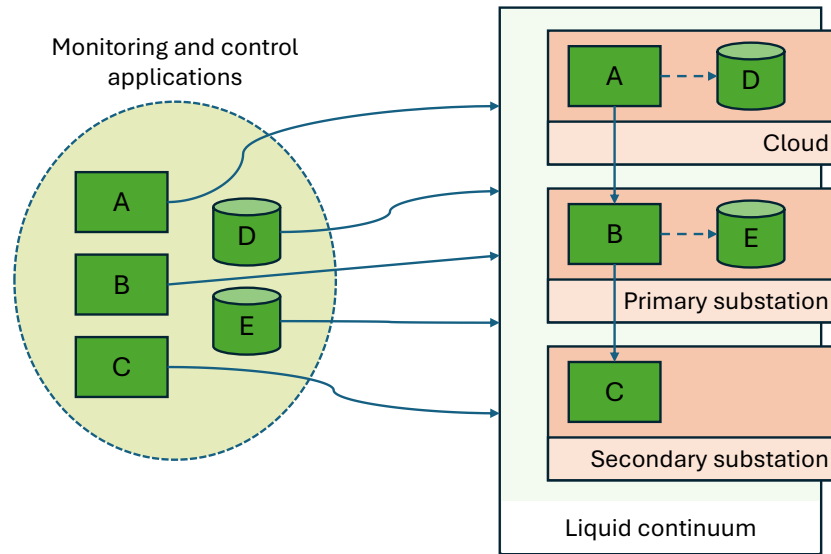 Monitoring and control
applications
A
D
B
E
C
A
D
Cloud
B
E
Primary substation
C
Secondary substation
Liquid continuum